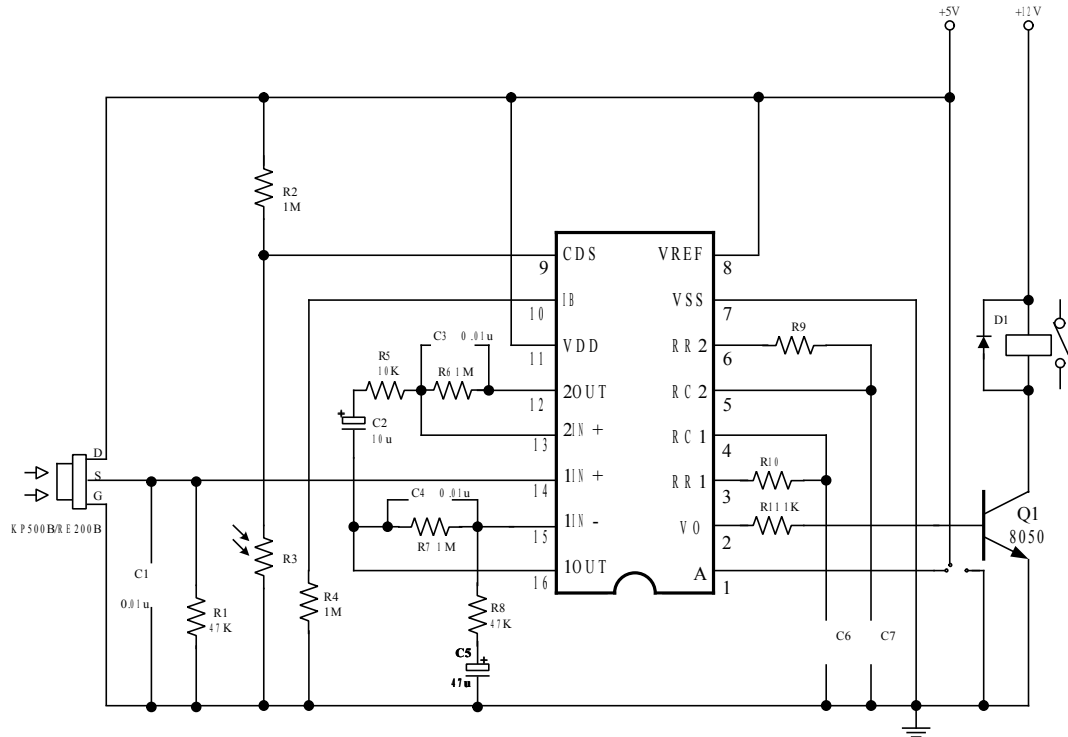 +5V
+12V
R2
1M
CDS
VREF
9
8
IB
VSS
10
7
D1
C3 0.01u
VDD
RR2
R9
11
6
R5
10K
R6 1M
2OUT
RC2
12
5
C2
10u
2IN+
RC1
13
4
D
S
G
1IN+
RR1
R10
14
3
KP500B/RE200B
C4 0.01u
1IN-
VO
R11 1K
15
2
R7 1M
Q1
8050
1OUT
A
16
1
R3
C1
0.01u
R1
47K
R4
1M
R8
47K
C6
C7
C5
47u
+
+